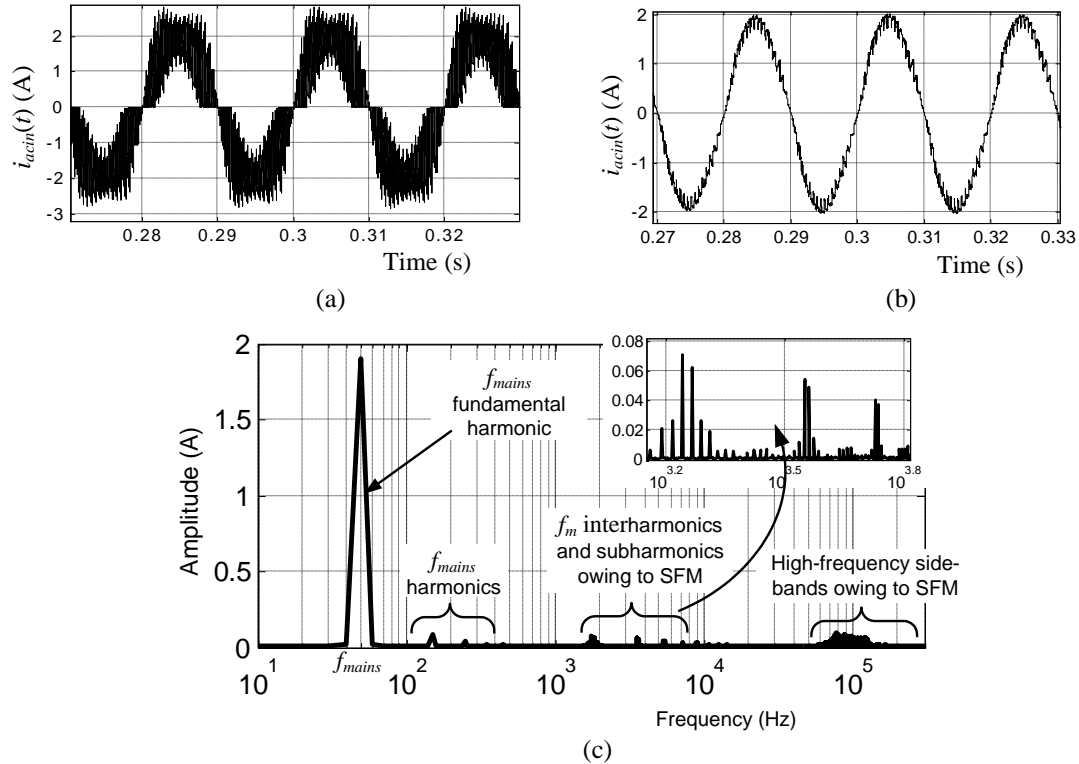 2
1
0
-1
-2
-3
i_acin(t) (A)
0.28 0.29 0.3 0.31 0.32
Time (s)
(a)
2
1
0
-1
-2
i_acin(t) (A)
0.27 0.28 0.29 0.3 0.31 0.32 0.33
Time (s)
(b)
2
1.5
1
0.5
0
Amplitude (A)
f_mains
fundamental
harmonic
f_mains
harmonics
f_m interharmonics
and subharmonics
owing to SFM
High-frequency side-
bands owing to SFM
0.08
0.06
0.04
0.02
0
10^3.2 10^3.5 10^3.8
f_mains
10^1 10^2 10^3 10^4 10^5
Frequency (Hz)
(c)